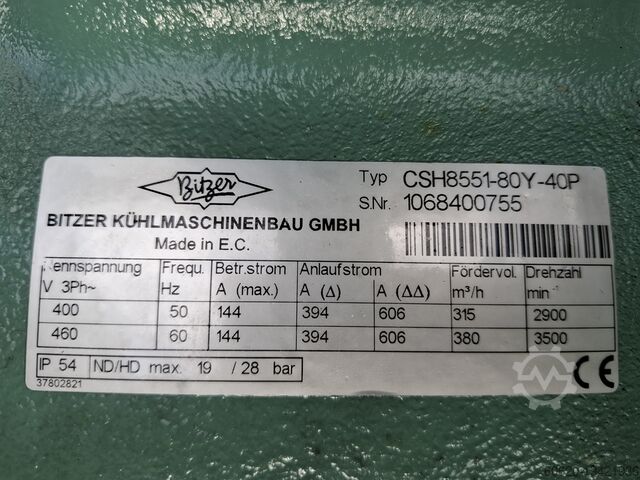 Bitzer
Typ CSH8551-80Y-40P
S.Nr. 1068400755
BITZER KÜHLMASCHINENBAU GMBH
Made in E.C.
Nennspannung Frequ. Betr.strom Anlaufstrom Fördervol. Drehzahl
V 3Ph~ Hz A (max.) A (Δ) A (ΔΔ) m³/h min⁻
400 50 144 394 606 315 2900
460 60 144 394 606 380 3500
IP 54 ND/HD max. 19 / 28 bar
CE
37802821